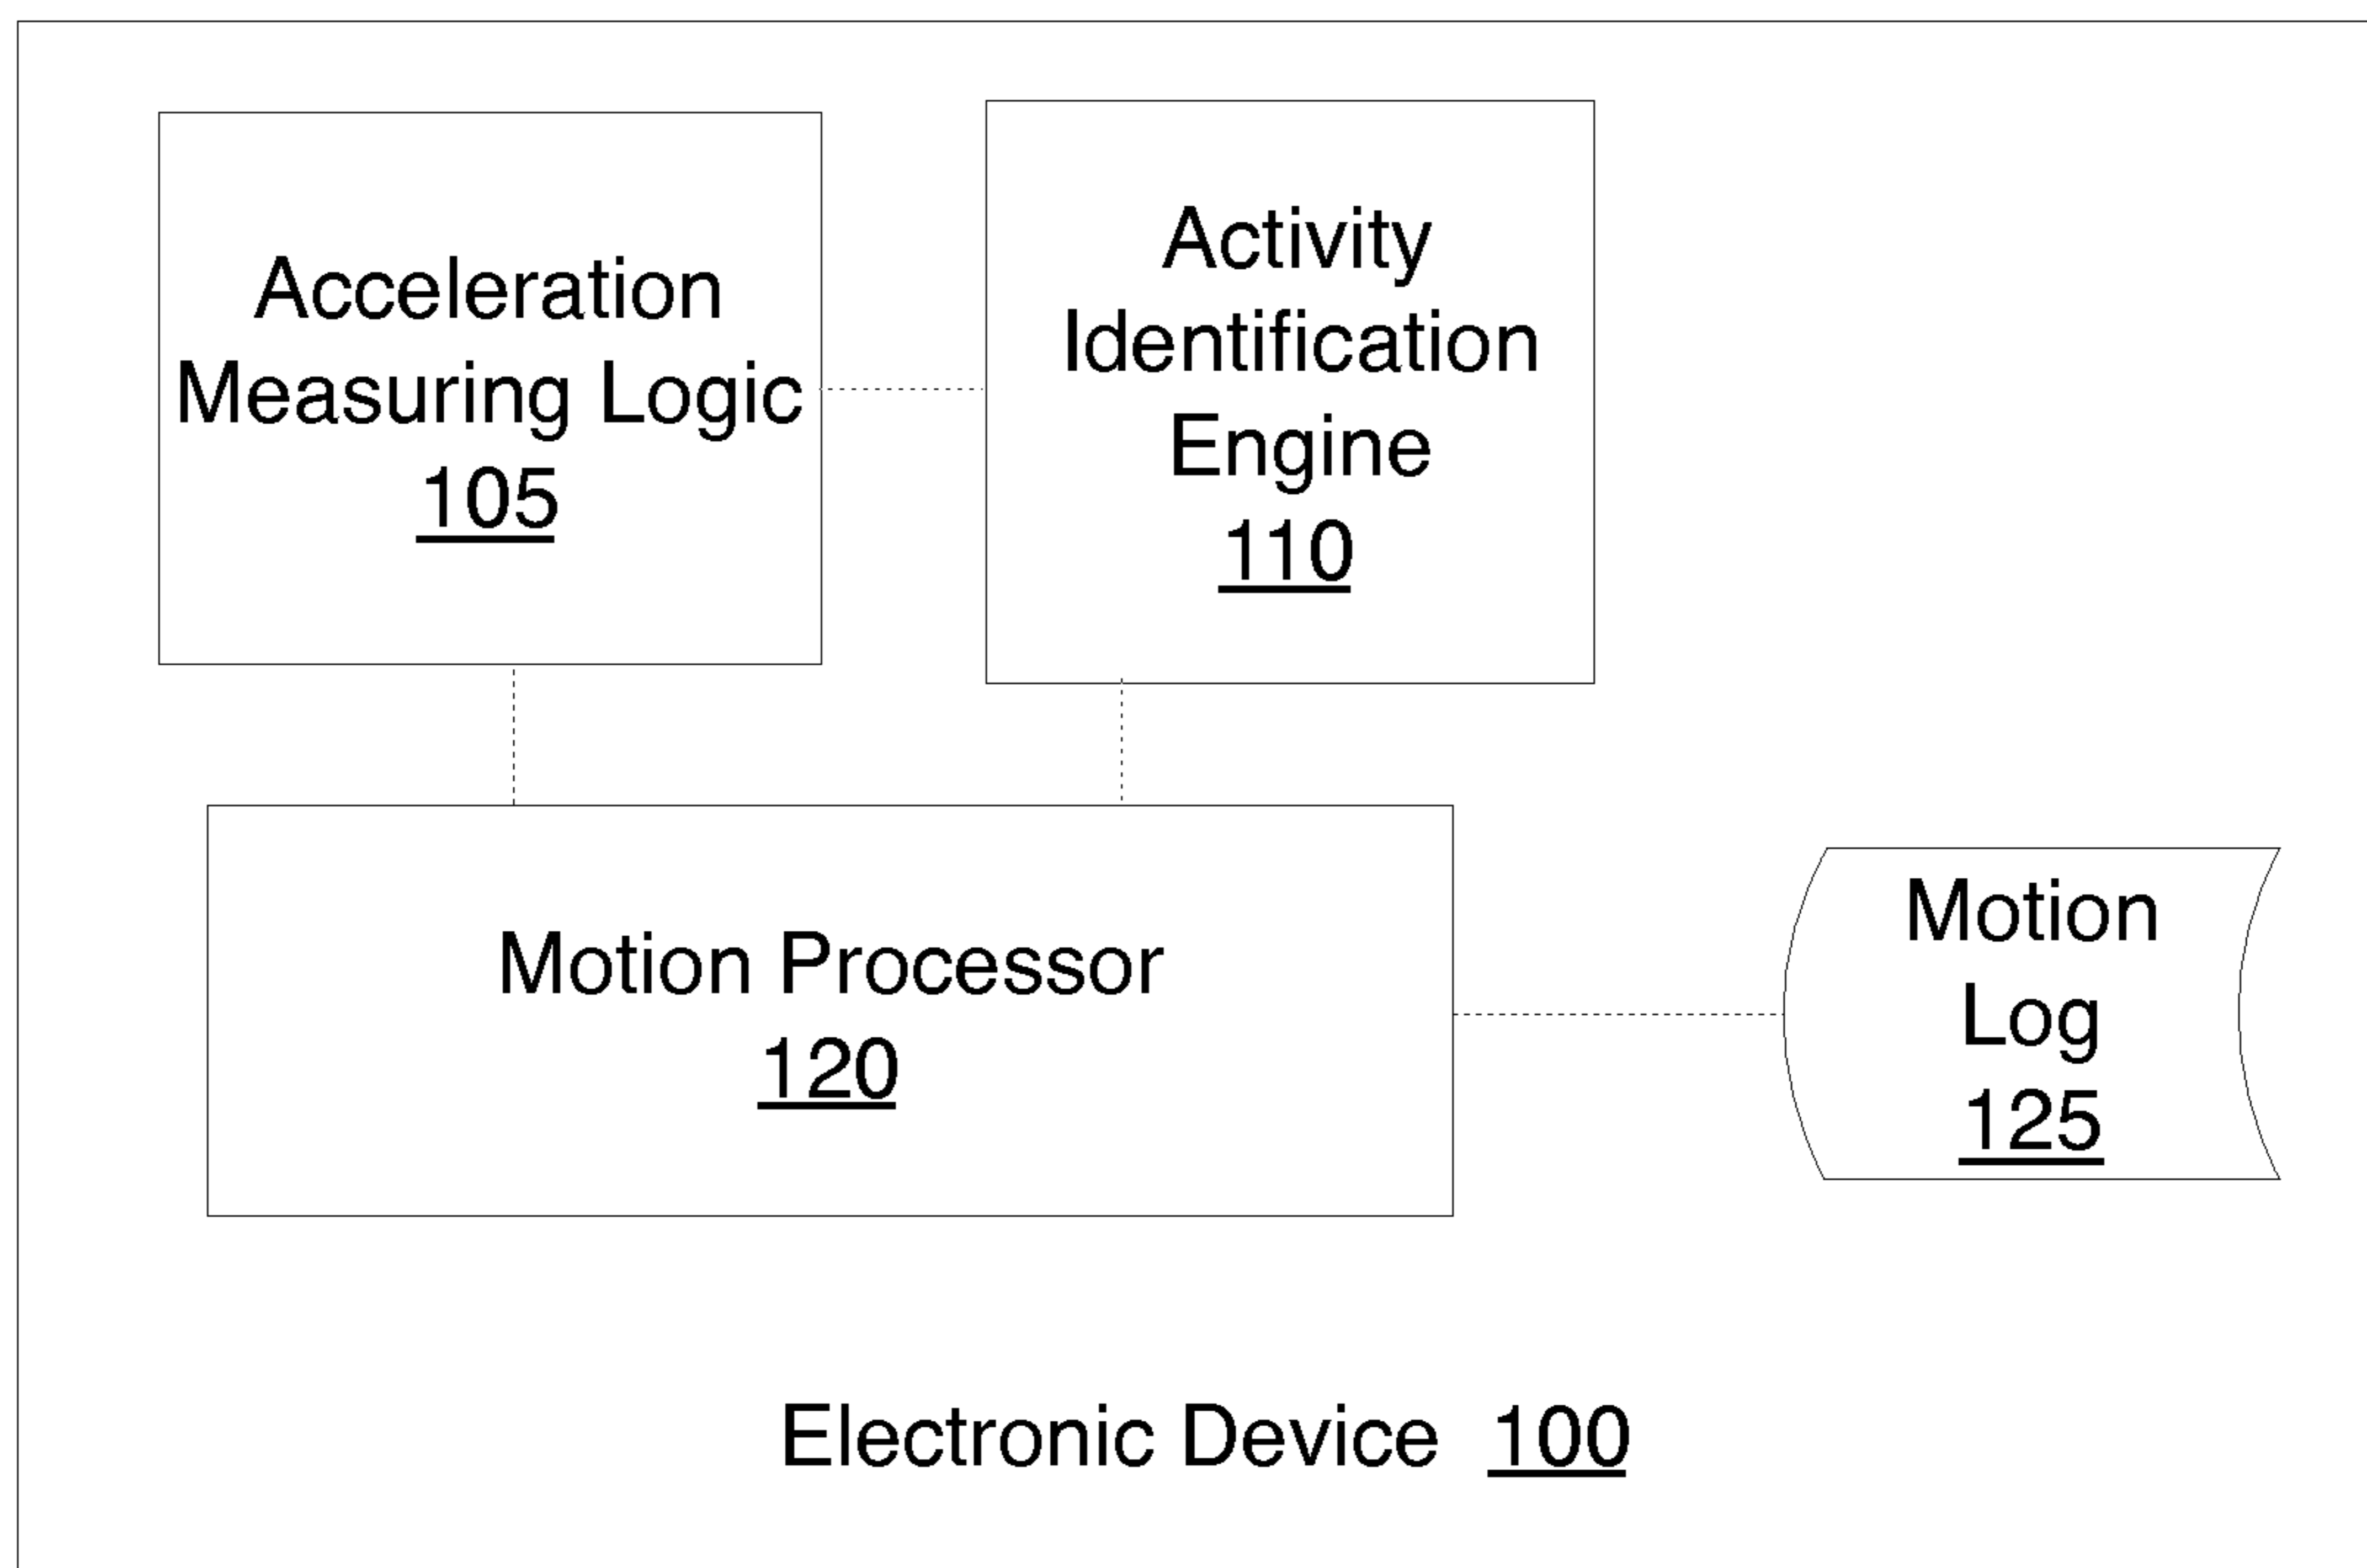 Acceleration
Measuring Logic
105
Activity
Identification
Engine
110
Motion Processor
120
Motion
Log
125
Electronic Device 100